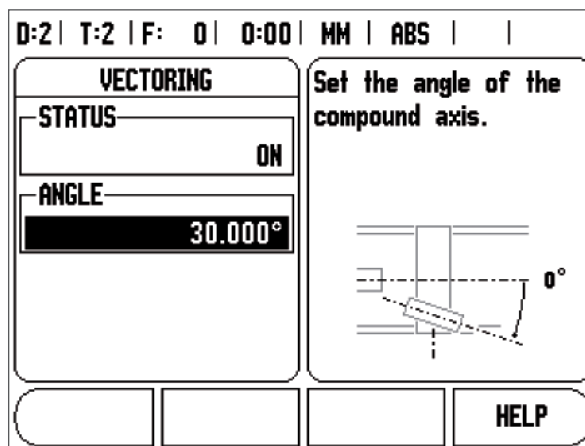 D:2| T:2 |F: 0| 0:00| MM | ABS | |
VECTORING
STATUS
ON
ANGLE
30.000°
Set the angle of the
compound axis.
0°
HELP